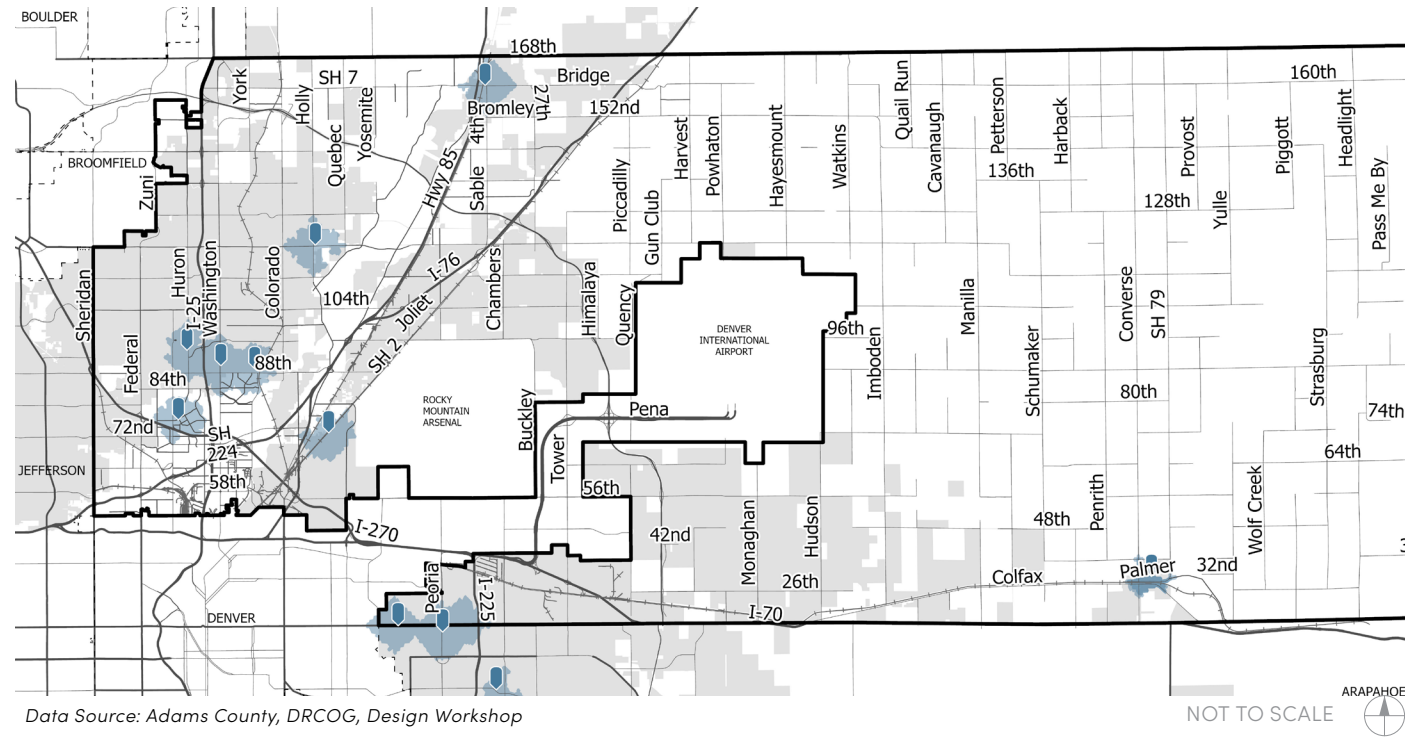 BOULDER
168th
SH 7
Bridge
160th
York
Holly
Yosemite
Quebec
Bromley
27th
152nd
4th
Sable
Hwy 85
BROOMFIELD
Zuni
Piccadilly
Gun Club
Harvest
Powhaton
Hayesmount
Watkins
Quail Run
Cavanaugh
Petterson
136th
Harback
Provost
128th
Yulle
Piggott
Headlight
Pass Me By
Sheridan
Huron
I-25
Washington
Colorado
104th
I-76
Joliet
SH 2
Chambers
Himalaya
Quency
DENVER
INTERNATIONAL
AIRPORT
96th
Imboden
Manilla
Schumaker
Converse
SH 79
Strasburg
Federal
88th
84th
80th
74th
72nd
SH
224
ROCKY
MOUNTAIN
ARSENAL
Buckley
Pena
Tower
64th
JEFFERSON
58th
56th
I-270
42nd
Monaghan
Hudson
48th
Penrith
Wolf Creek
Peoria
I-225
26th
Colfax
Palmer
32nd
3
I-70
DENVER
ARAPAHOE
Data Source: Adams County, DRCOG, Design Workshop
NOT TO SCALE